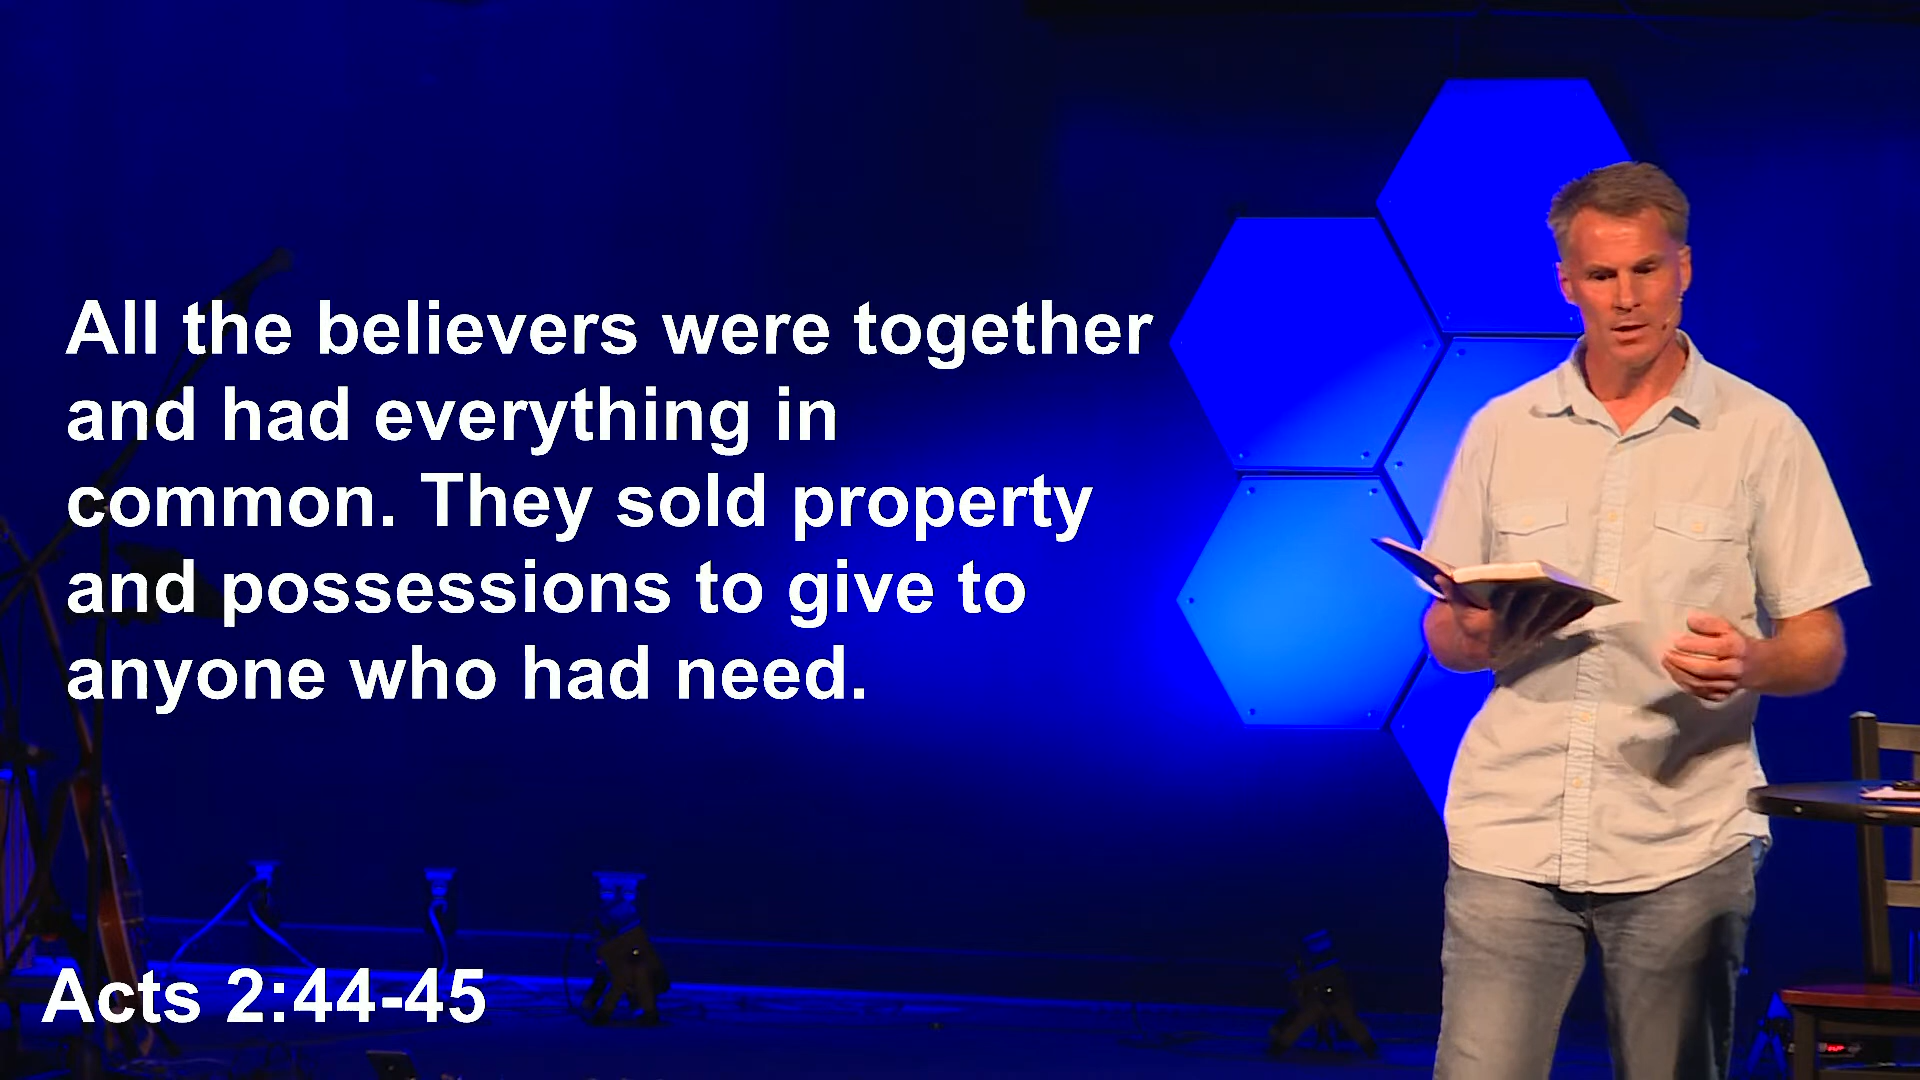 All the believers were together
and had everything in
common. They sold property
and possessions to give to
anyone who had need.
Acts 2:44-45